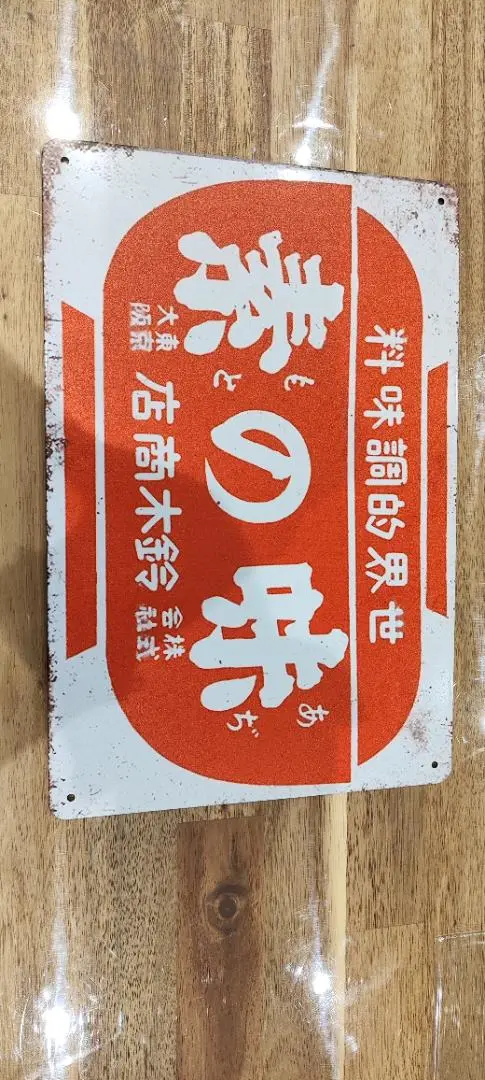 世界的調味料
あぢ もと
味の素
株式會社 鈴木商店 東京 大阪